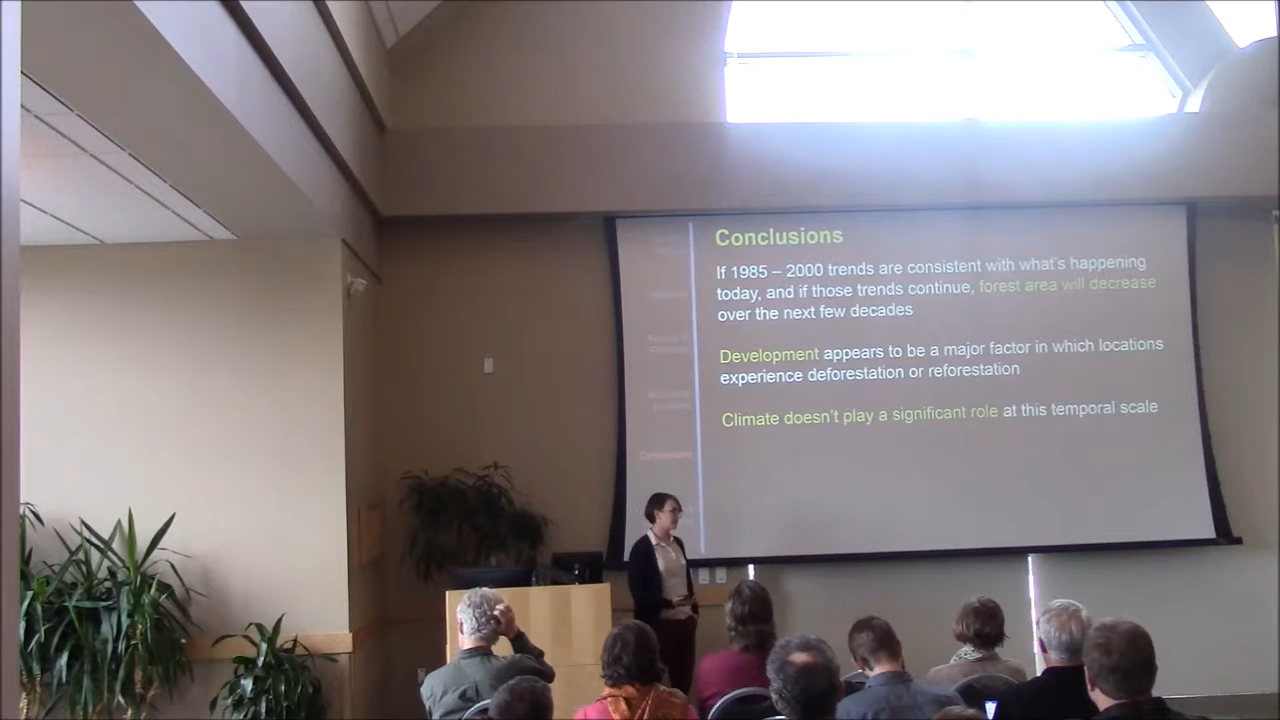 Conclusions
If 1985 – 2000 trends are consistent with what's happening
today, and if those trends continue, forest area will decrease
over the next few decades
Development appears to be a major factor in which locations
experience deforestation or reforestation
Climate doesn't play a significant role at this temporal scale
Conclusions